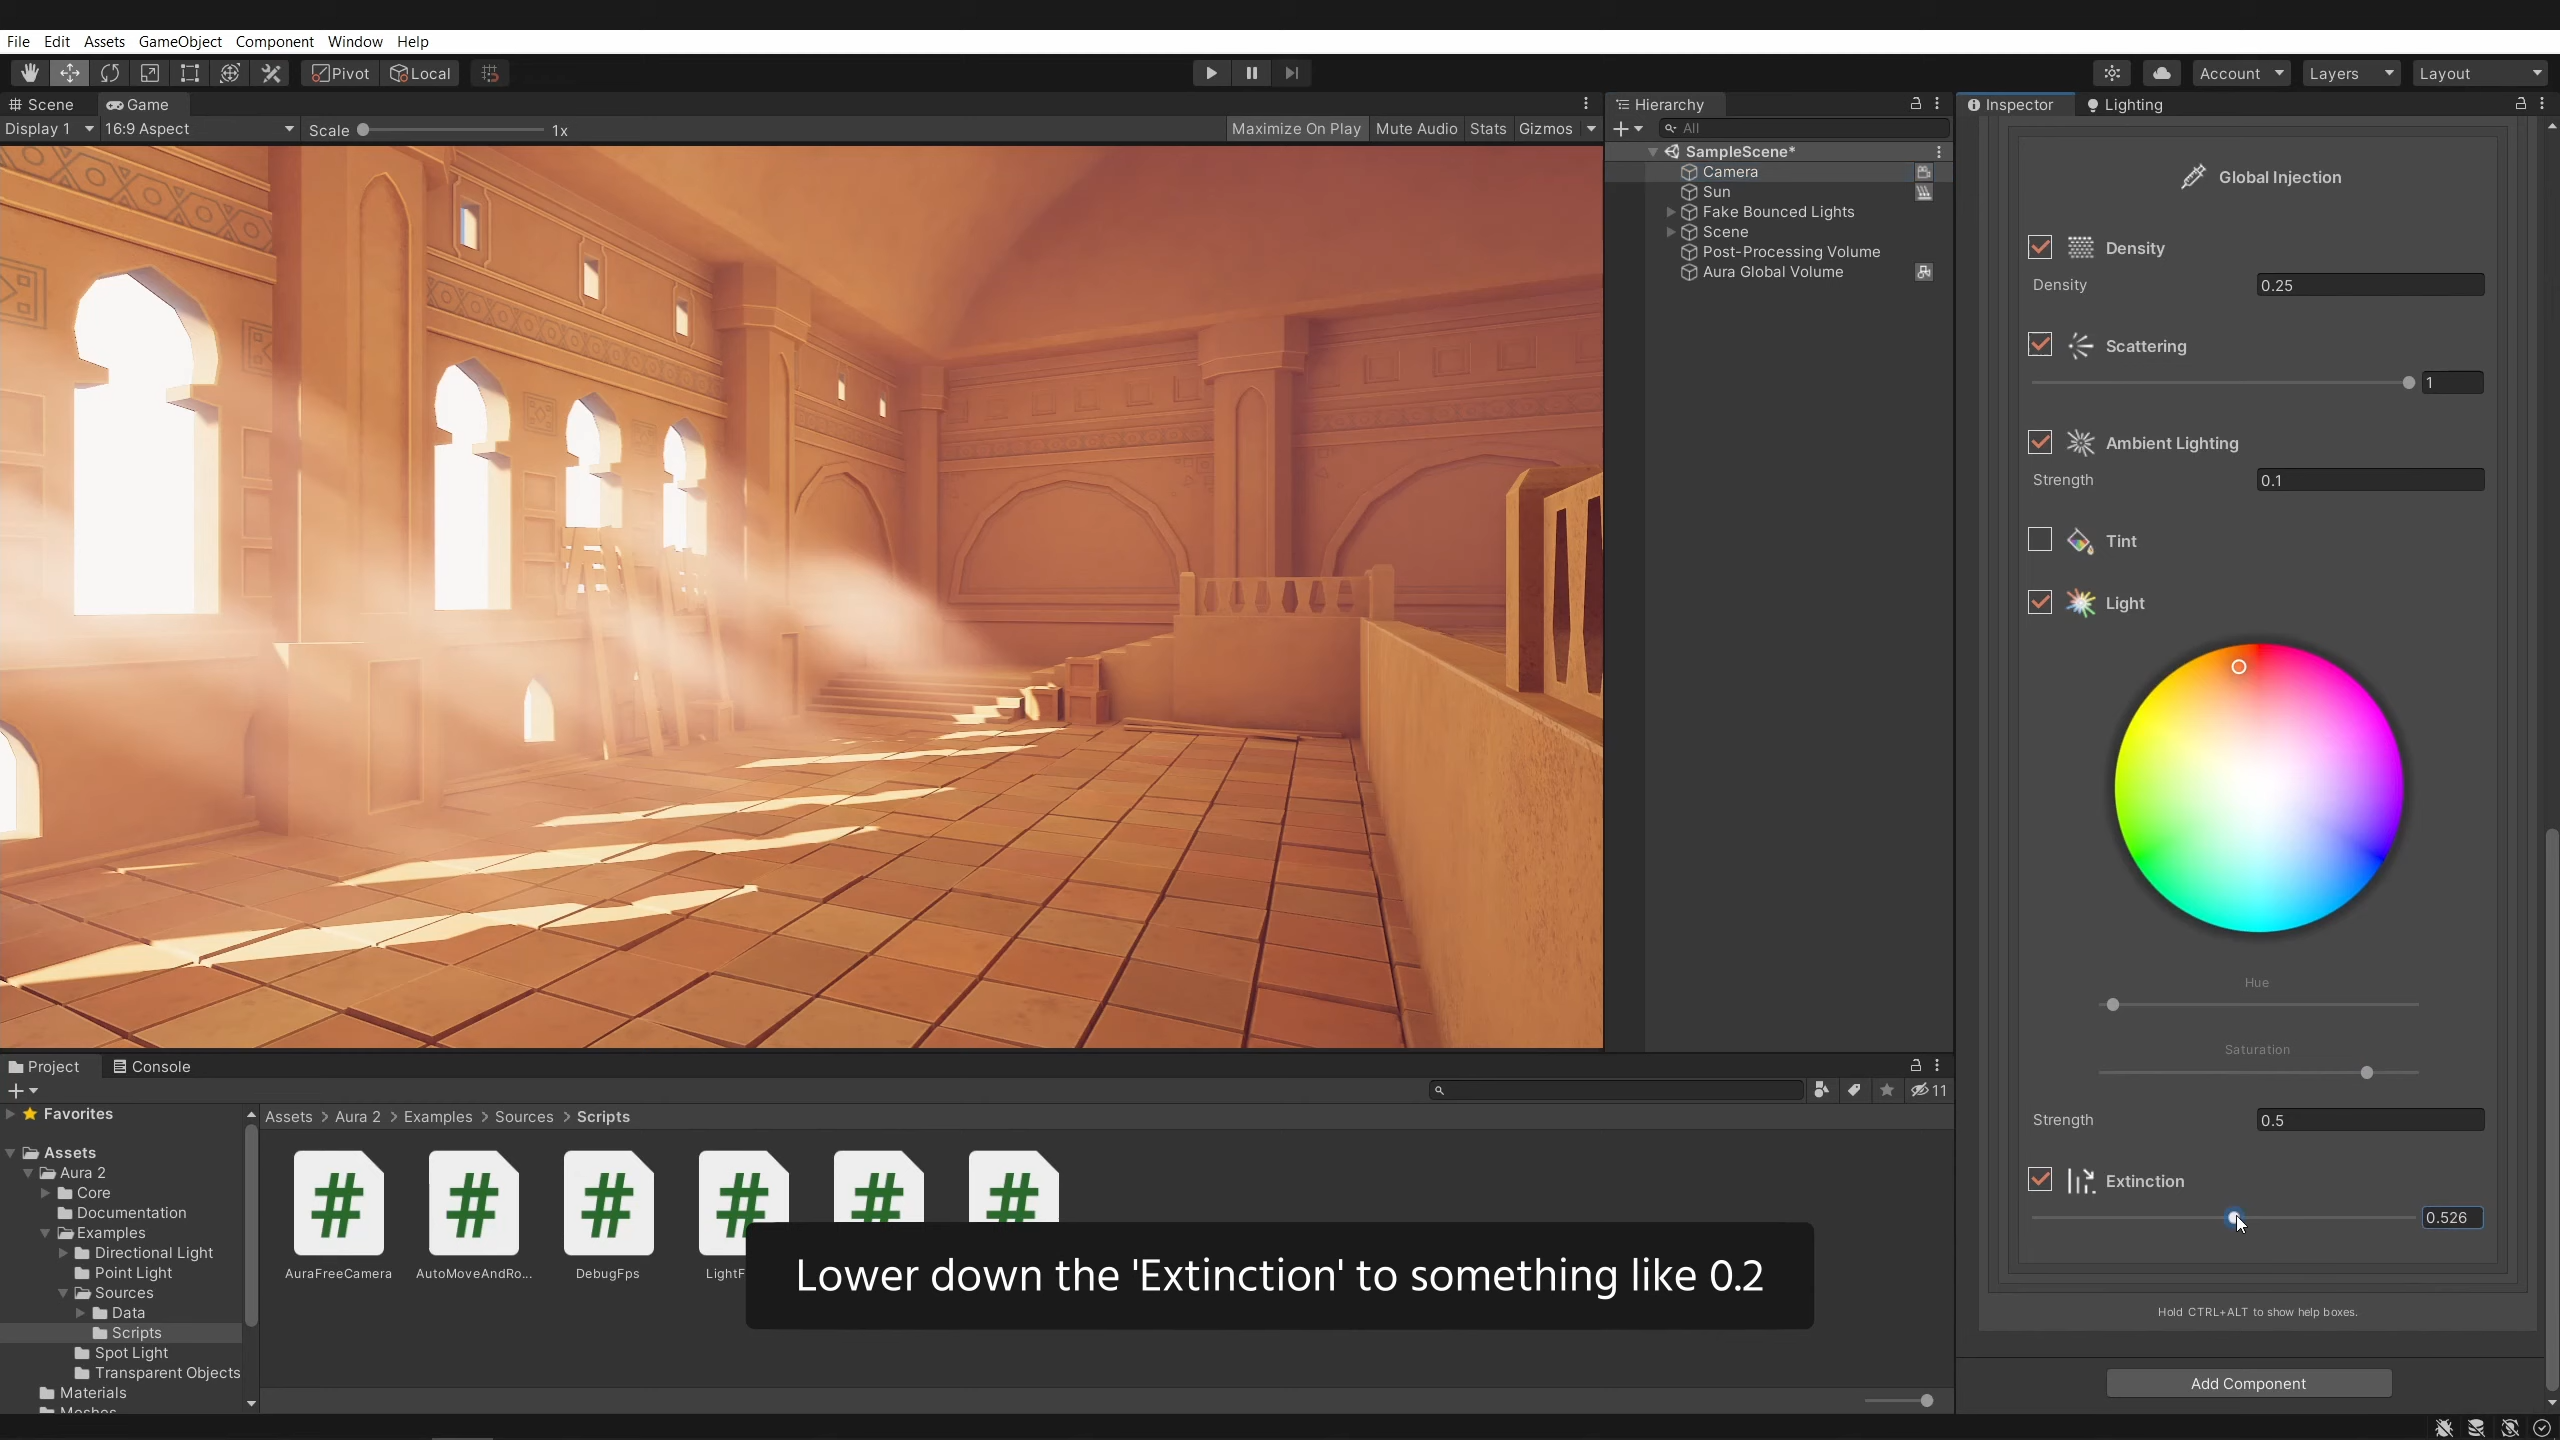 File Edit Assets GameObject Component Window Help
Pivot Local Account Layers Layout
Scene Game
Display 1 16:9 Aspect Scale 1x Maximize On Play Mute Audio Stats Gizmos
Hierarchy
All
SampleScene*
Camera
Sun
Fake Bounced Lights
Scene
Post-Processing Volume
Aura Global Volume
Inspector Lighting
Global Injection
Density
Density 0.25
Scattering
1
Ambient Lighting
Strength 0.1
Tint
Light
Hue
Saturation
Strength 0.5
Extinction
0.526
Hold CTRL+ALT to show help boxes.
Add Component
Project Console
11
Favorites
Assets
Aura 2
Core
Documentation
Examples
Directional Light
Point Light
Sources
Data
Scripts
Spot Light
Transparent Objects
Materials
Assets > Aura 2 > Examples > Sources > Scripts
AuraFreeCamera AutoMoveAndRo... DebugFps
Lower down the 'Extinction' to something like 0.2